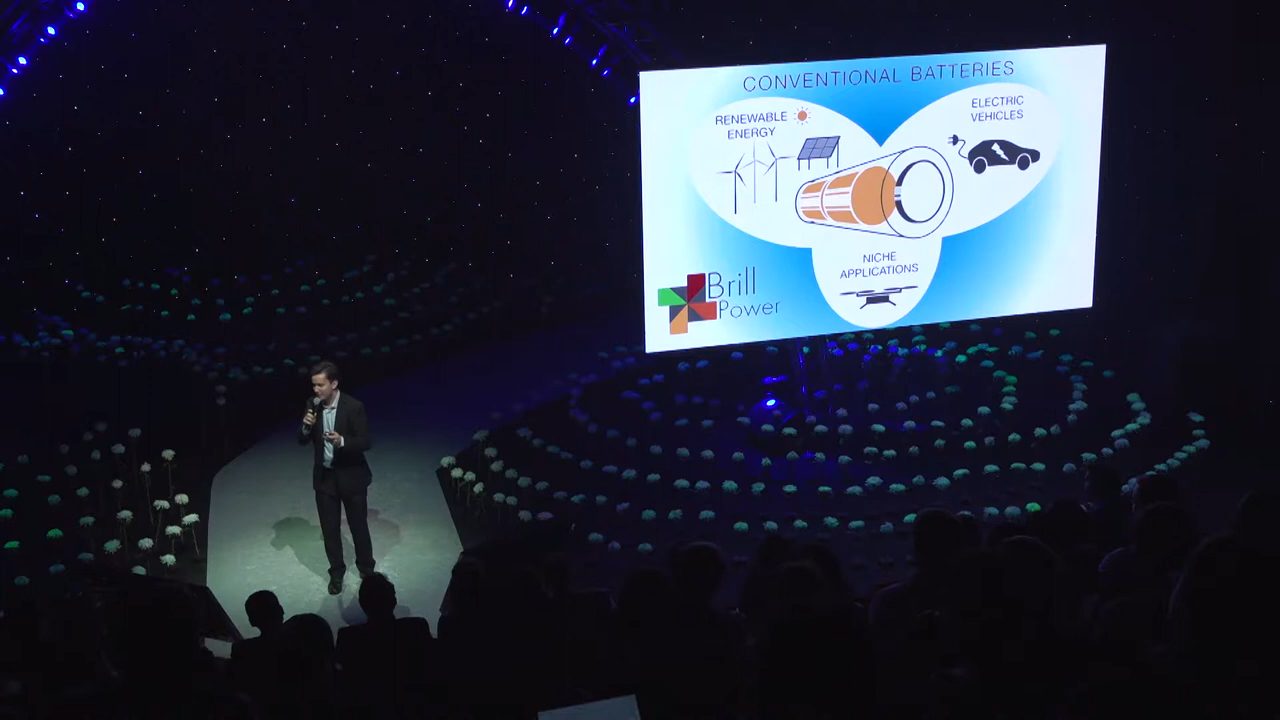 CONVENTIONAL BATTERIES
RENEWABLE
ENERGY
ELECTRIC
VEHICLES
NICHE
APPLICATIONS
Brill
Power